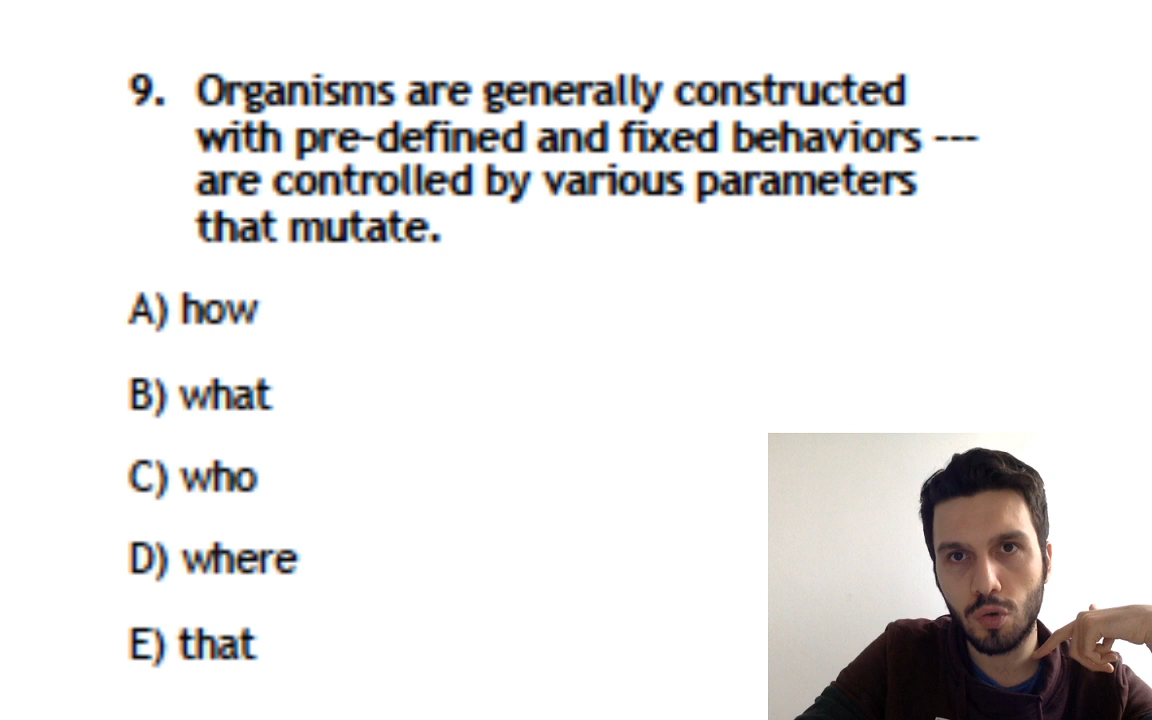 9. Organisms are generally constructed
with pre-defined and fixed behaviors ---
are controlled by various parameters
that mutate.
A) how
B) what
C) who
D) where
E) that